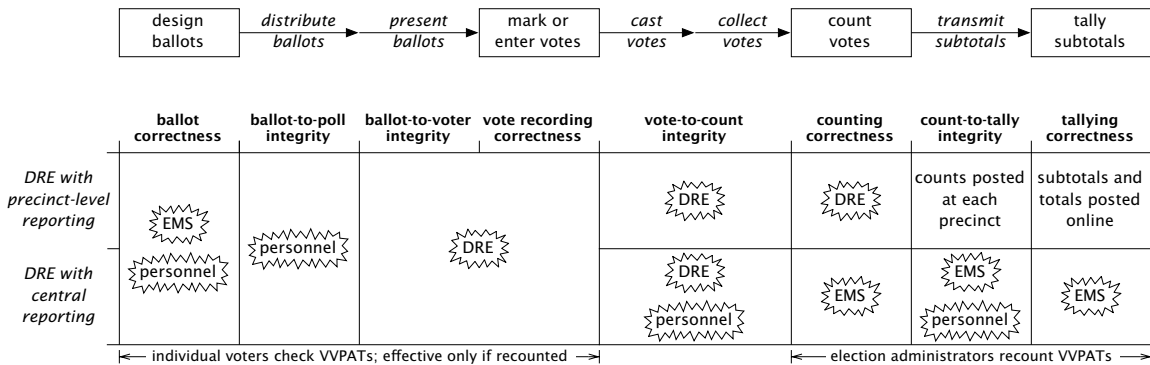 design
ballots
distribute
ballots
present
ballots
mark or
enter votes
cast
votes
collect
votes
count
votes
transmit
subtotals
tally
subtotals
ballot
correctness
ballot-to-poll
integrity
ballot-to-voter
integrity
vote recording
correctness
vote-to-count
integrity
counting
correctness
count-to-tally
integrity
tallying
correctness
DRE with
precinct-level
reporting
EMS
personnel
personnel
DRE
DRE
DRE
counts posted
at each
precinct
subtotals and
totals posted
online
DRE with
central
reporting
DRE
personnel
EMS
EMS
personnel
EMS
individual voters check VVPATs; effective only if recounted
election administrators recount VVPATs